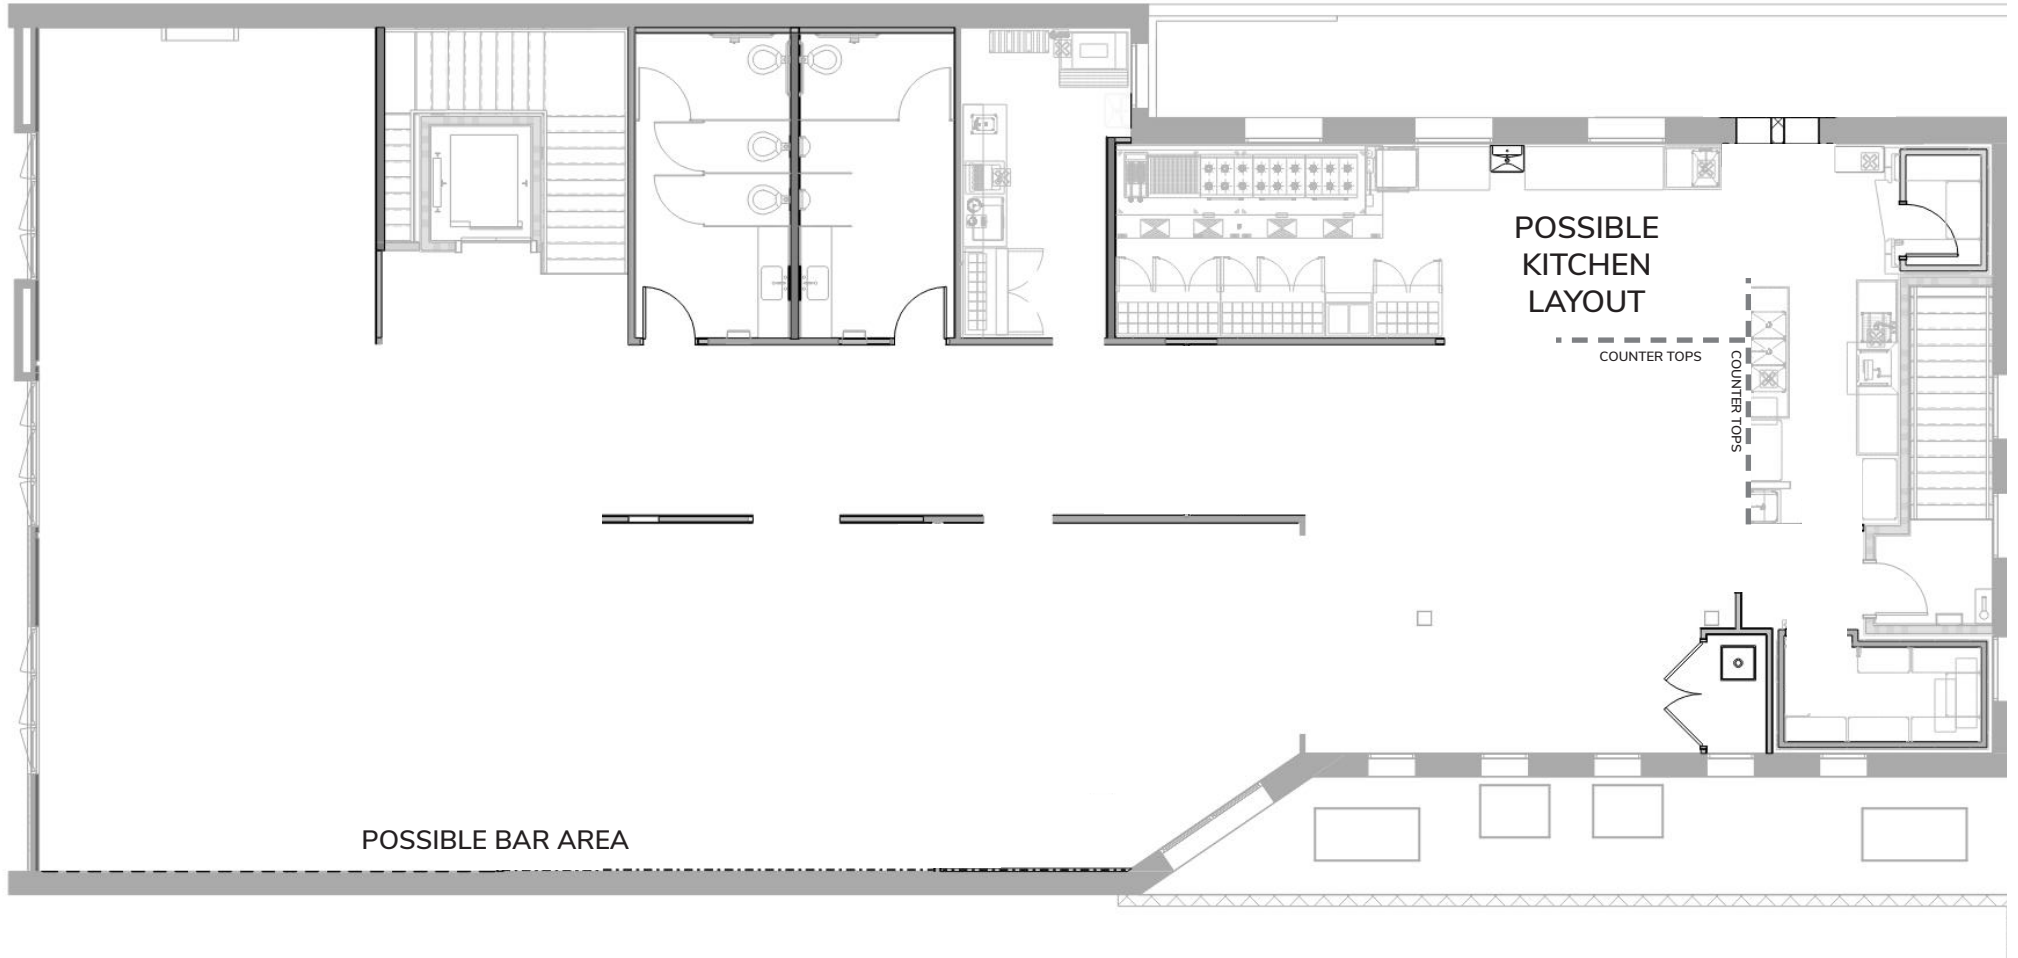 POSSIBLE
KITCHEN
LAYOUT
COUNTER TOPS
COUNTER TOPS
POSSIBLE BAR AREA